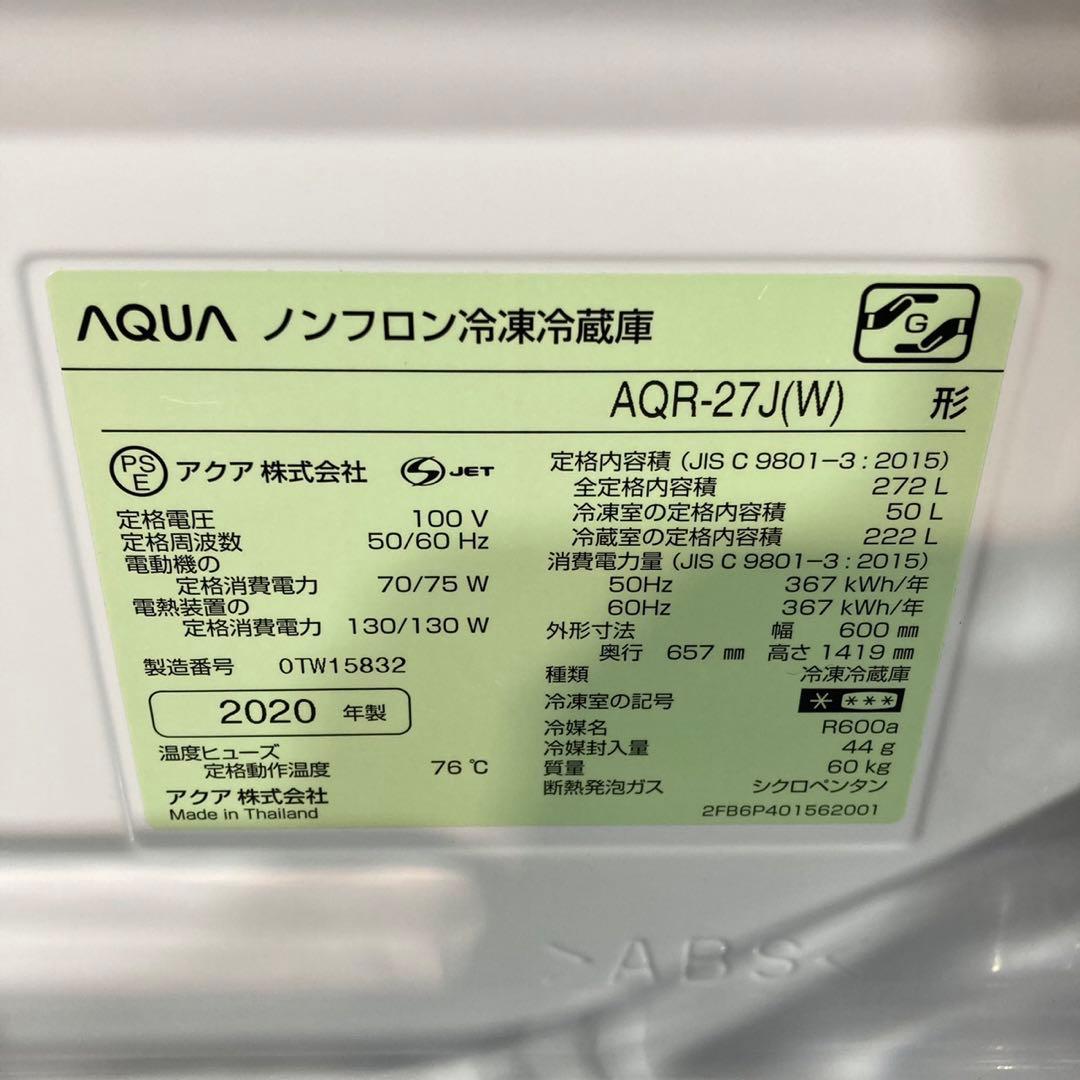 AQUA ノンフロン冷凍冷蔵庫
G
AQR-27J(W) 形
PSE アクア 株式会社 S JET
定格電圧 100 V
定格周波数 50/60 Hz
電動機の
定格消費電力 70/75 W
電熱装置の
定格消費電力 130/130 W
製造番号 0TW15832
2020 年製
温度ヒューズ
定格動作温度 76 ℃
アクア 株式会社
Made in Thailand
定格内容積 (JIS C 9801-3 : 2015)
全定格内容積 272 L
冷凍室の定格内容積 50 L
冷蔵室の定格内容積 222 L
消費電力量 (JIS C 9801-3 : 2015)
50Hz 367 kWh/年
60Hz 367 kWh/年
外形寸法 幅 600 ㎜
奥行 657 ㎜ 高さ 1419 ㎜
種類 冷凍冷蔵庫
冷凍室の記号 * ***
冷媒名 R600a
冷媒封入量 44 g
質量 60 kg
断熱発泡ガス シクロペンタン
2FB6P401562001
>ABS<